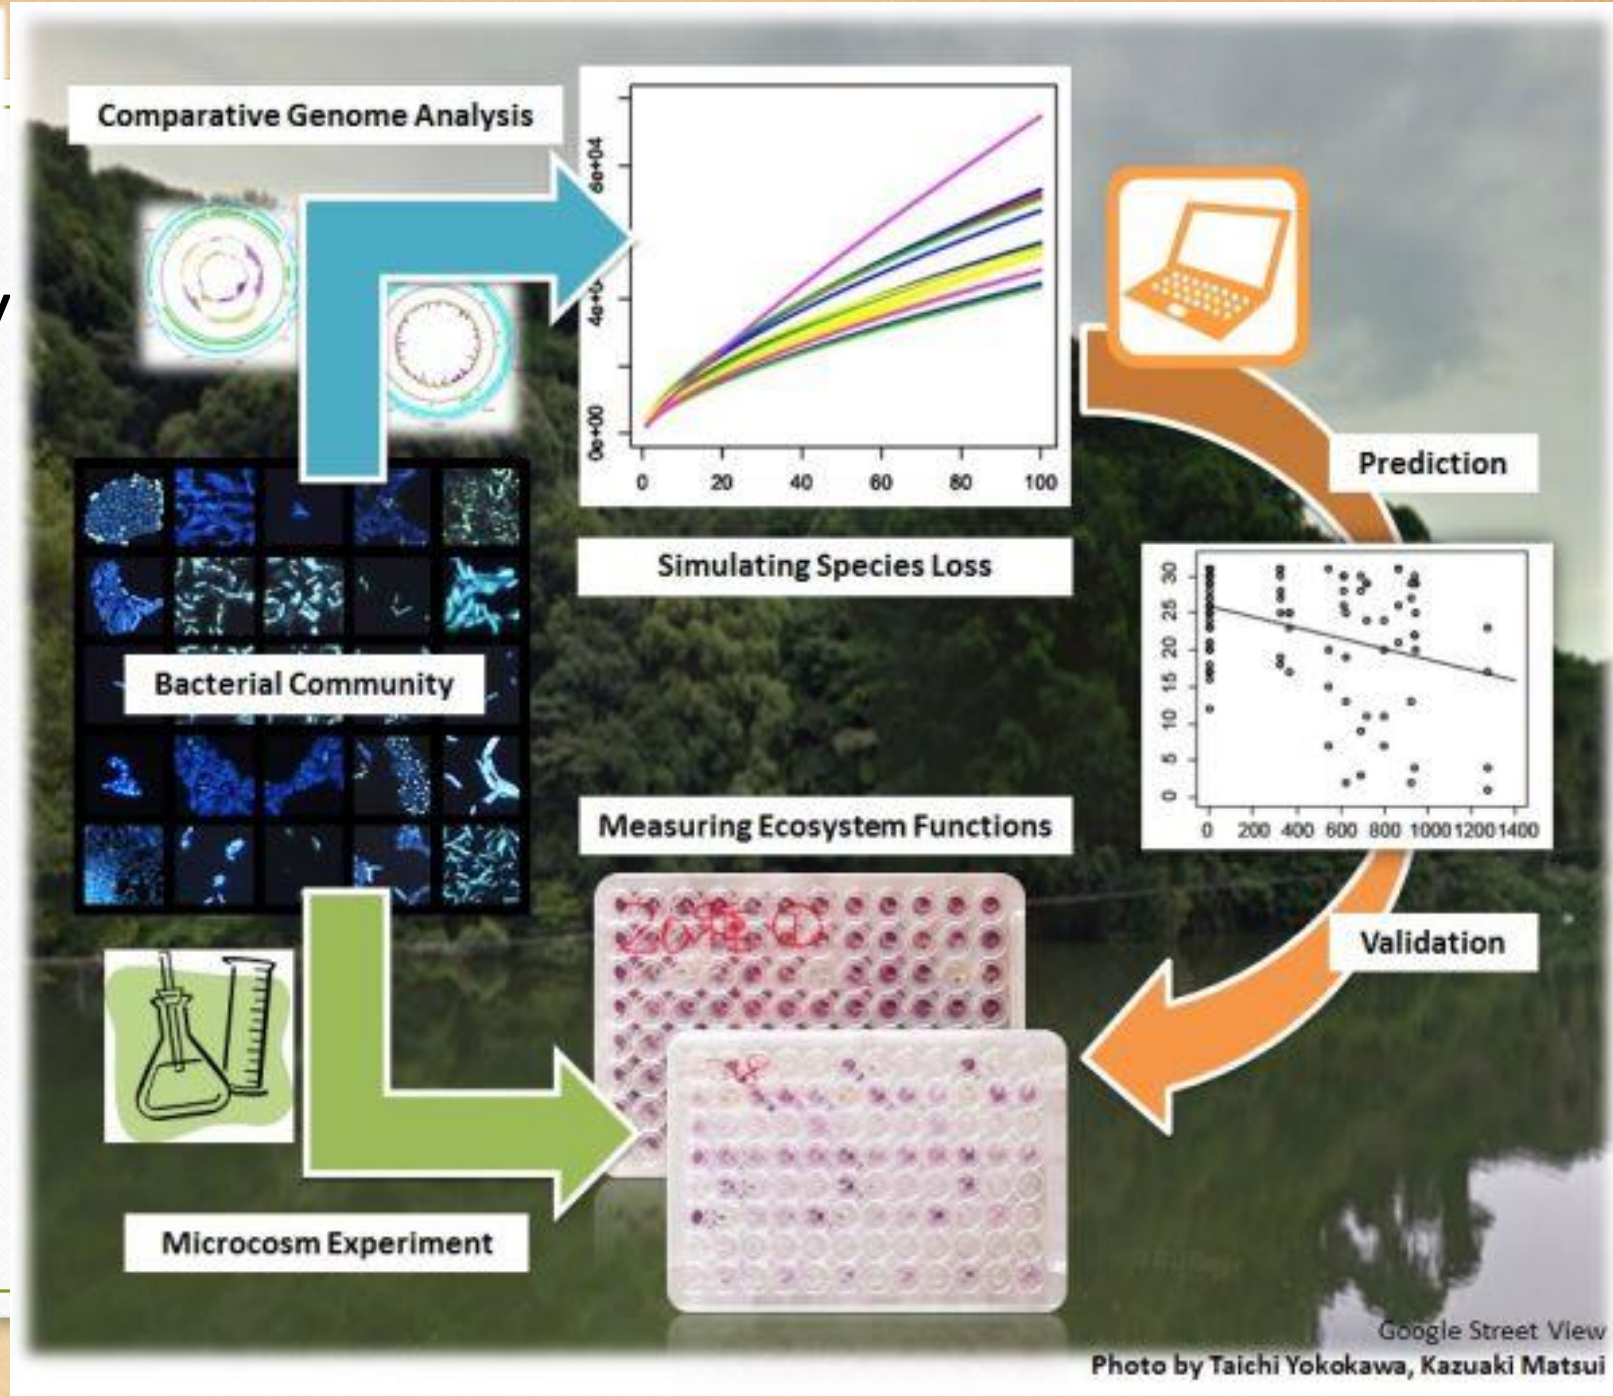 Comparative Genome Analysis
6e+04
4e+0
0e+00
0 20 40 60 80 100
Simulating Species Loss
Prediction
30
25
20
15
10
5
0
0 200 400 600 800 1000 1200 1400
Bacterial Community
Measuring Ecosystem Functions
Validation
Microcosm Experiment
Google Street View
Photo by Taichi Yokokawa, Kazuaki Matsui